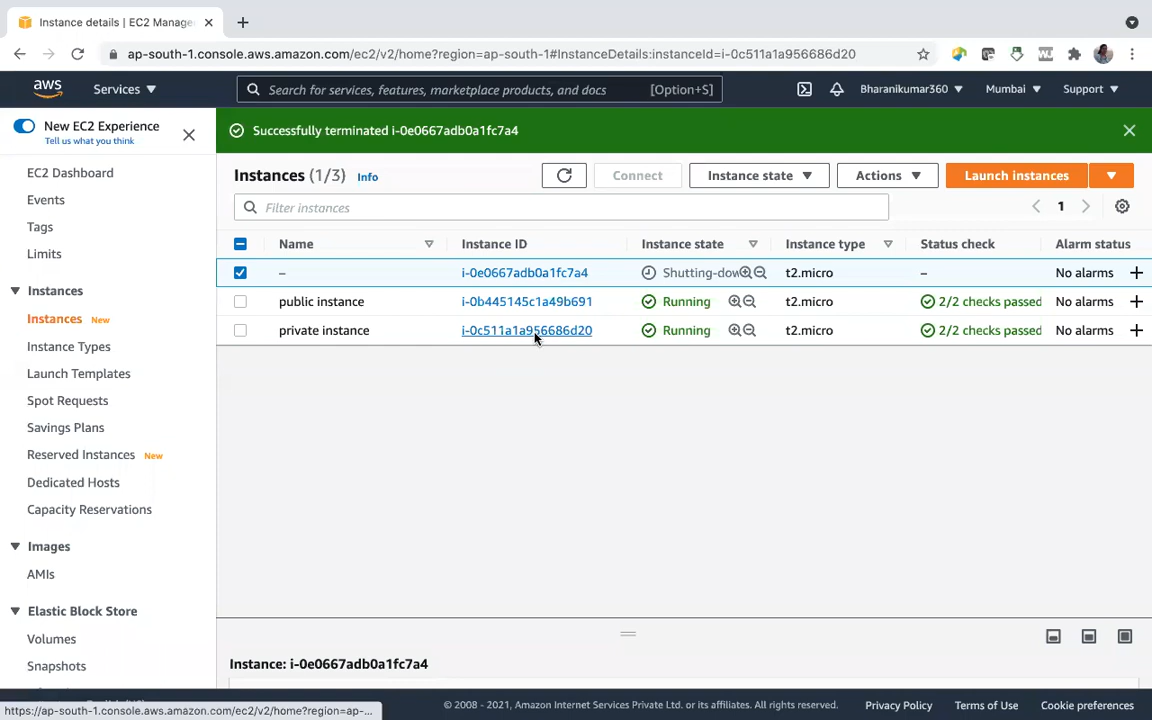 Instance details | EC2 Manage
ap-south-1.console.aws.amazon.com/ec2/v2/home?region=ap-south-1#InstanceDetails:instanceId=i-0c511a1a956686d20
aws
Services
Search for services, features, marketplace products, and docs [Option+S]
Bharanikumar360
Mumbai
Support
New EC2 Experience
Tell us what you think
EC2 Dashboard
Events
Tags
Limits
Instances
Instances New
Instance Types
Launch Templates
Spot Requests
Savings Plans
Reserved Instances New
Dedicated Hosts
Capacity Reservations
Images
AMIs
Elastic Block Store
Volumes
Snapshots
Successfully terminated i-0e0667adb0a1fc7a4
Instances (1/3) Info
Connect
Instance state
Actions
Launch instances
Filter instances
1
Name Instance ID Instance state Instance type Status check Alarm status
– i-0e0667adb0a1fc7a4 Shutting-dow t2.micro – No alarms
public instance i-0b445145c1a49b691 Running t2.micro 2/2 checks passed No alarms
private instance i-0c511a1a956686d20 Running t2.micro 2/2 checks passed No alarms
Instance: i-0e0667adb0a1fc7a4
https://ap-south-1.console.aws.amazon.com/ec2/v2/home?region=ap-...
© 2008 - 2021, Amazon Internet Services Private Ltd. or its affiliates. All rights reserved.
Privacy Policy
Terms of Use
Cookie preferences